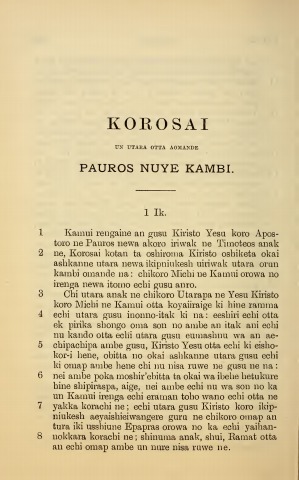 KOROSAI
UN UTARA OTTA AOMANDE
PAUROS NUYE KAMBI.
1 Ik.
1 Kamui rengaine an gusu Kiristo Yesu koro Apos-
toro ne Pauros newa akoro iriwak ne Timoteos anak
2 ne, Korosai kotan ta oshiroma Kiristo oshiketa okai
ashkanne utara newa ikipniukesh uiriwak utara orun
kambi omande na: chikoro Michi ne Kamui orowa no
irenga newa itomo echi gusu anro.
3 Chi utara anak ne chikoro Utarapa ne Yesu Kiristo
koro Michi ne Kamui otta koyaiiraige ki hine ramma
4 echi utara gusu inonno-itak ki na: eeshiri echi otta
ek pirika shongo oma son no ambe an itak ani echi
nu kando otta echi utara gusu eumashnu wa an ae-
5 chipachipa ambe gusu, Kiristo Yesu otta echi ki esho-
kor-i hene, obitta no okai ashkanne utara gusu echi
ki omap ambe hene chi nu nisa ruwe ne gusu ne na:
6 nei ambe poka moshir'ebitta ta okai wa ibehe hetukure
hine shipiraspa, aige, nei ambe echi nu wa son no ka
un Kamui irenga echi eraman tobo wano echi otta ne
7 yakka korachi ne; echi utara gusu Kiristo koro ikip-
niukesh aeyaishieiwangere guru ne chikoro omap an
tura iki usshiune Epapras orowa no ka echi yaihan-
8 nokkara korachi ne; shinuma anak, shui, Ramat otta
an echi omap ambe un nure nisa ruwe ne.